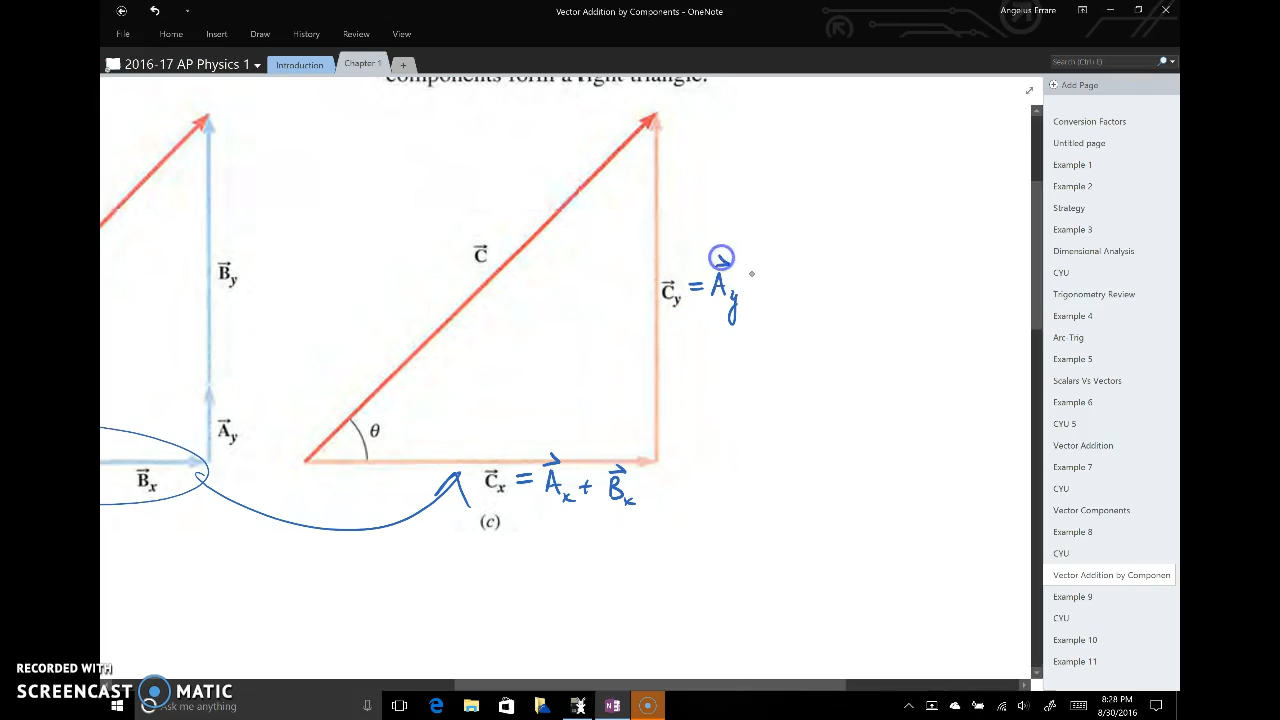 Vector Addition by Components - OneNote
Angelus Errare
File Home Insert Draw History Review View
2016-17 AP Physics 1 Introduction Chapter 1 +
Search (Ctrl+E)
components form a right triangle.
B⃗y
A⃗y
B⃗x
C⃗
θ
C⃗y = A⃗y
C⃗x = A⃗x + B⃗x
(c)
Add Page
Conversion Factors
Untitled page
Example 1
Example 2
Strategy
Example 3
Dimensional Analysis
CYU
Trigonometry Review
Example 4
Arc-Trig
Example 5
Scalars Vs Vectors
Example 6
CYU 5
Vector Addition
Example 7
CYU
Vector Components
Example 8
CYU
Vector Addition by Componen
Example 9
CYU
Example 10
Example 11
RECORDED WITH
SCREENCAST MATIC
Ask me anything
8:28 PM
8/30/2016